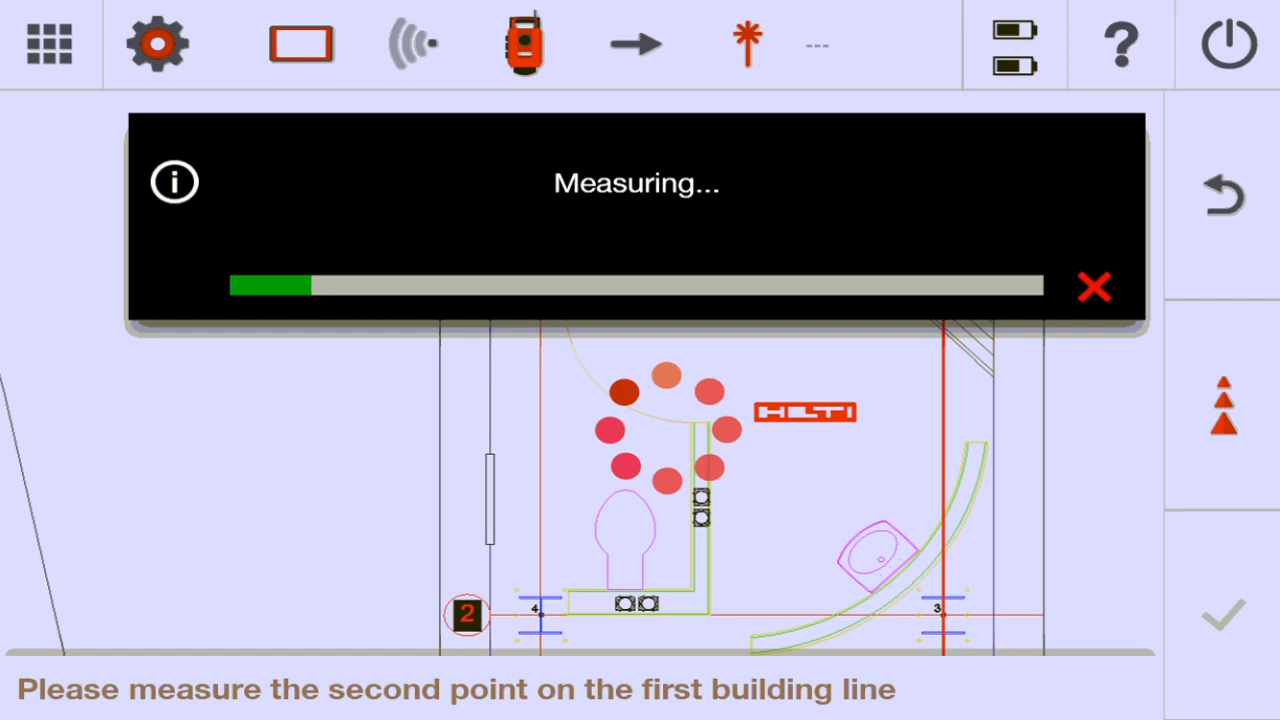 ---
?
i
Measuring...
HILTI
2
4
3
Please measure the second point on the first building line